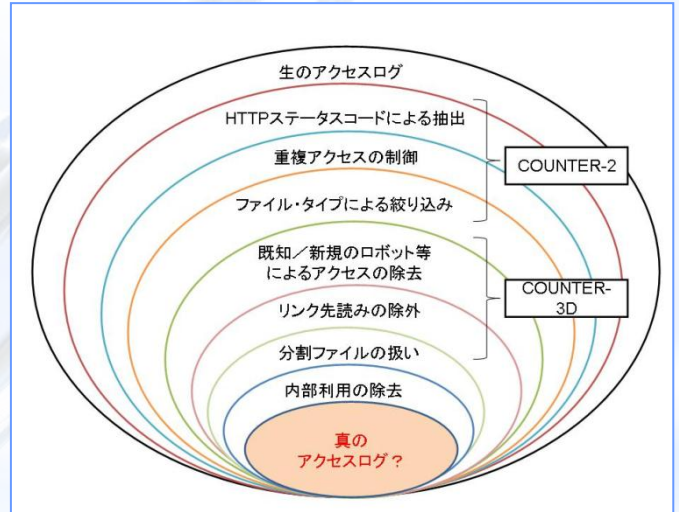 生のアクセスログ
HTTPステータスコードによる抽出
重複アクセスの制御
COUNTER-2
ファイル・タイプによる絞り込み
既知／新規のロボット等
によるアクセスの除去
COUNTER-
3D
リンク先読みの除外
分割ファイルの扱い
内部利用の除去
真の
アクセスログ？